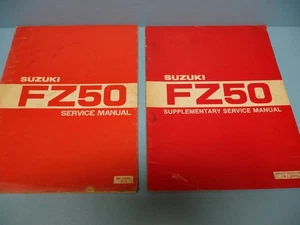 SUZUKI
FZ50
SERVICE MANUAL
SUZUKI
FZ50
SUPPLEMENTARY SERVICE MANUAL